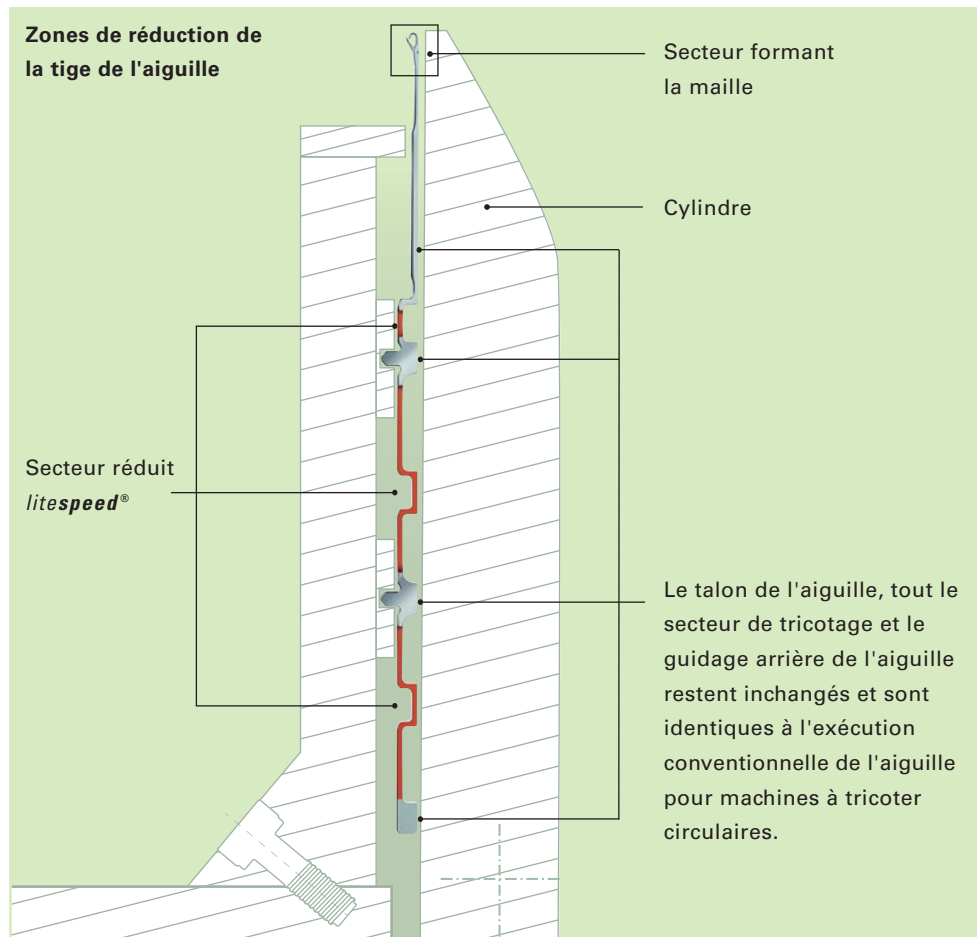 Zones de réduction de
la tige de l'aiguille
Secteur formant
la maille
Cylindre
Secteur réduit
litespeed®
Le talon de l'aiguille, tout le
secteur de tricotage et le
guidage arrière de l'aiguille
restent inchangés et sont
identiques à l'exécution
conventionnelle de l'aiguille
pour machines à tricoter
circulaires.